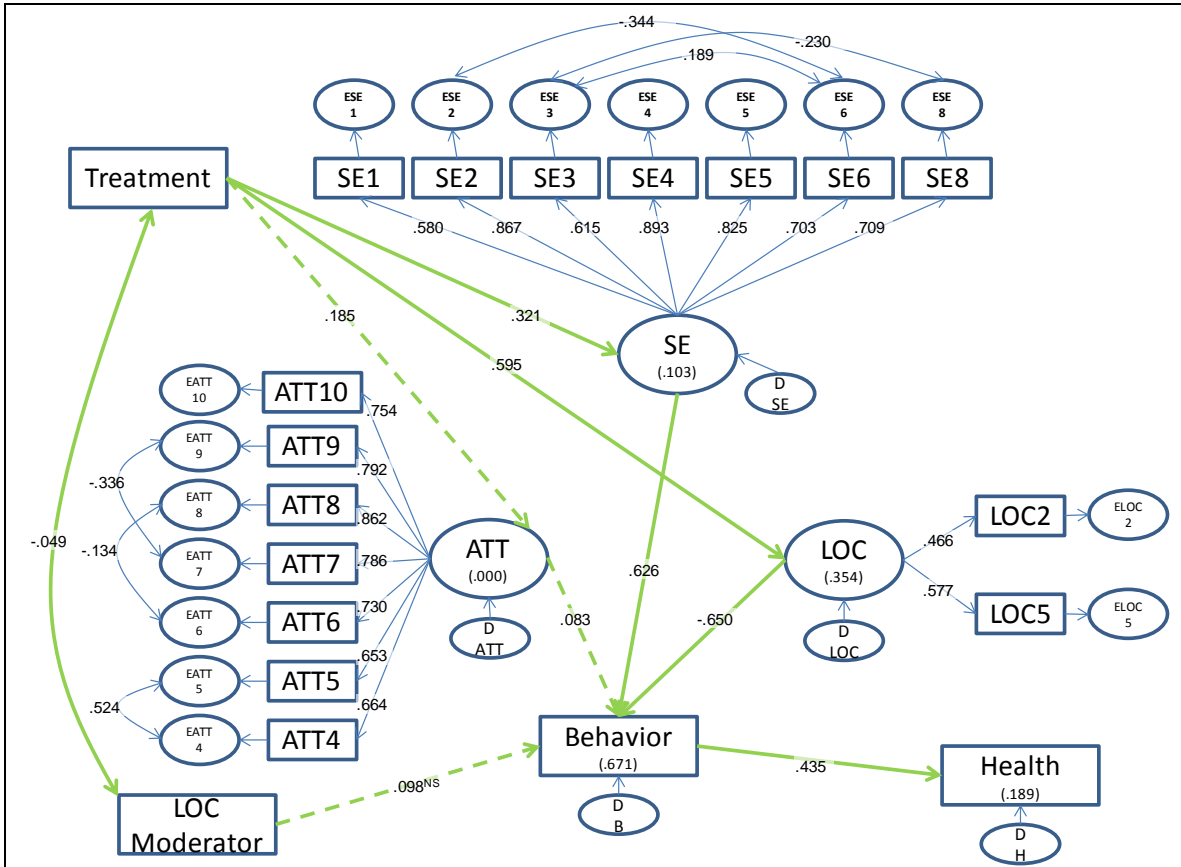 -.344
-.230
.189
ESE
1
ESE
2
ESE
3
ESE
4
ESE
5
ESE
6
ESE
8
Treatment
SE1
SE2
SE3
SE4
SE5
SE6
SE8
.580
.867
.615
.893
.825
.703
.709
.185
.321
.595
SE
(.103)
D
SE
EATT
10
ATT10
.754
EATT
9
ATT9
.792
-.336
EATT
8
ATT8
.862
-.049
-.134
EATT
7
ATT7
.786
ATT
(.000)
EATT
6
ATT6
.730
D
ATT
.083
EATT
5
ATT5
.653
.524
EATT
4
ATT4
.664
.626
-.650
LOC
(.354)
D
LOC
.466
LOC2
ELOC
2
.577
LOC5
ELOC
5
LOC
Moderator
.098NS
Behavior
(.671)
D
B
.435
Health
(.189)
D
H